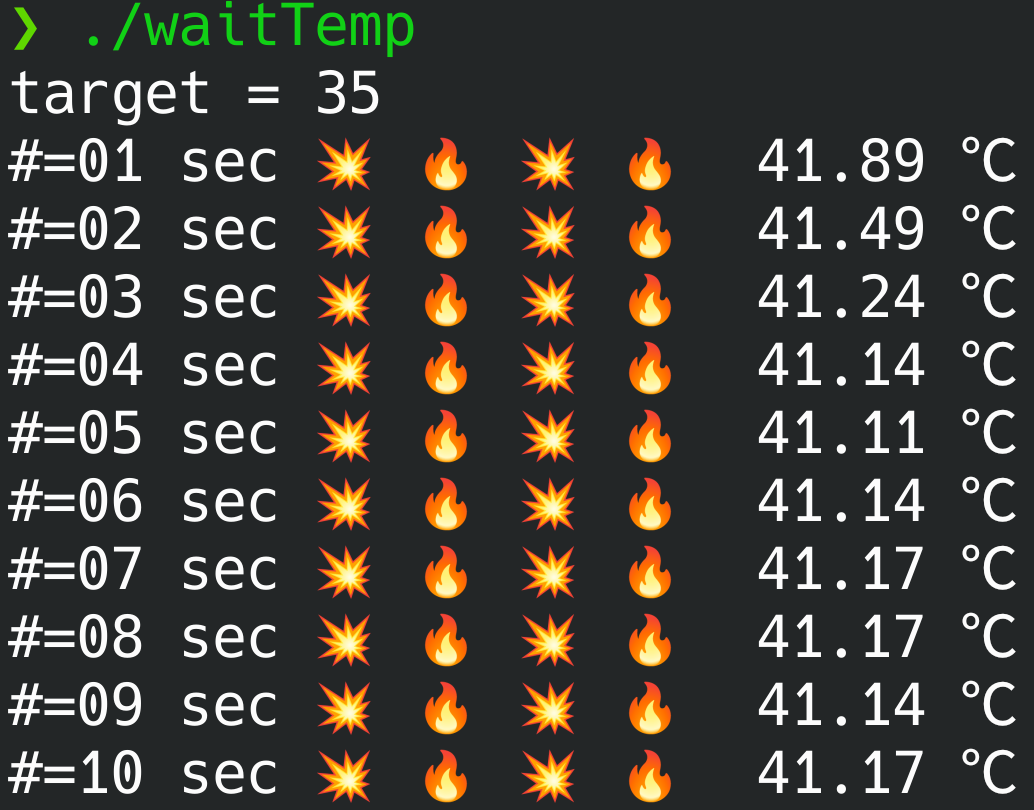 ❯ ./waitTemp
target = 35
#=01 sec 💥 🔥 💥 🔥 41.89 °C
#=02 sec 💥 🔥 💥 🔥 41.49 °C
#=03 sec 💥 🔥 💥 🔥 41.24 °C
#=04 sec 💥 🔥 💥 🔥 41.14 °C
#=05 sec 💥 🔥 💥 🔥 41.11 °C
#=06 sec 💥 🔥 💥 🔥 41.14 °C
#=07 sec 💥 🔥 💥 🔥 41.17 °C
#=08 sec 💥 🔥 💥 🔥 41.17 °C
#=09 sec 💥 🔥 💥 🔥 41.14 °C
#=10 sec 💥 🔥 💥 🔥 41.17 °C